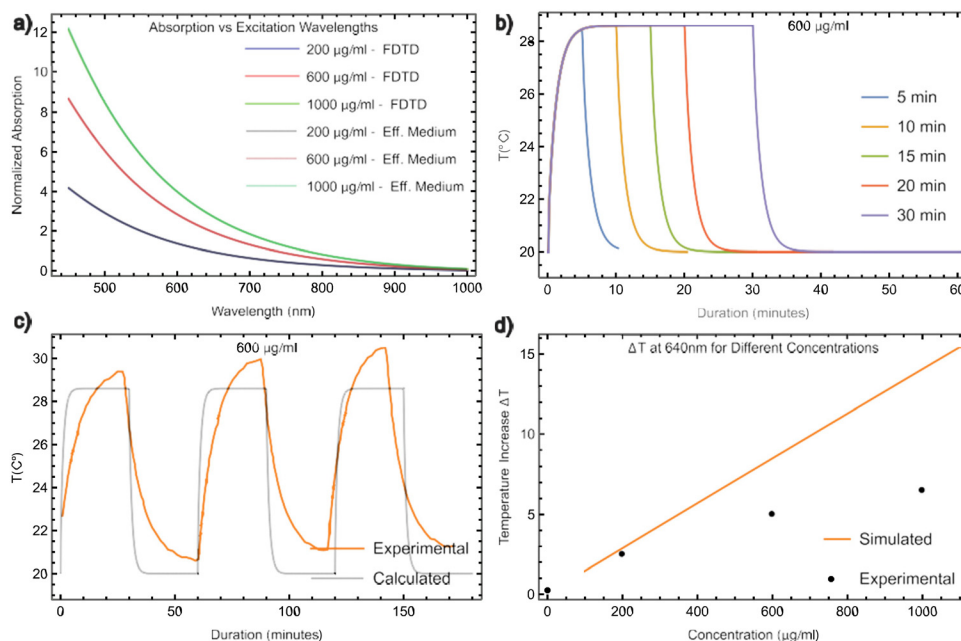 a)
Absorption vs Excitation Wavelengths
Normalized Absorption
12
10
8
6
4
2
0
200 µg/ml - FDTD
600 µg/ml - FDTD
1000 µg/ml - FDTD
200 µg/ml - Eff. Medium
600 µg/ml - Eff. Medium
1000 µg/ml - Eff. Medium
500 600 700 800 900 1000
Wavelength (nm)
b)
600 µg/ml
T(°C)
28
26
24
22
20
5 min
10 min
15 min
20 min
30 min
0 10 20 30 40 50 60
Duration (minutes)
c)
600 µg/ml
T(C°)
30
28
26
24
22
20
Experimental
Calculated
0 50 100 150
Duration (minutes)
d)
ΔT at 640nm for Different Concentrations
Temperature Increase ΔT
15
10
5
0
Simulated
Experimental
0 200 400 600 800 1000
Concentration (µg/ml)